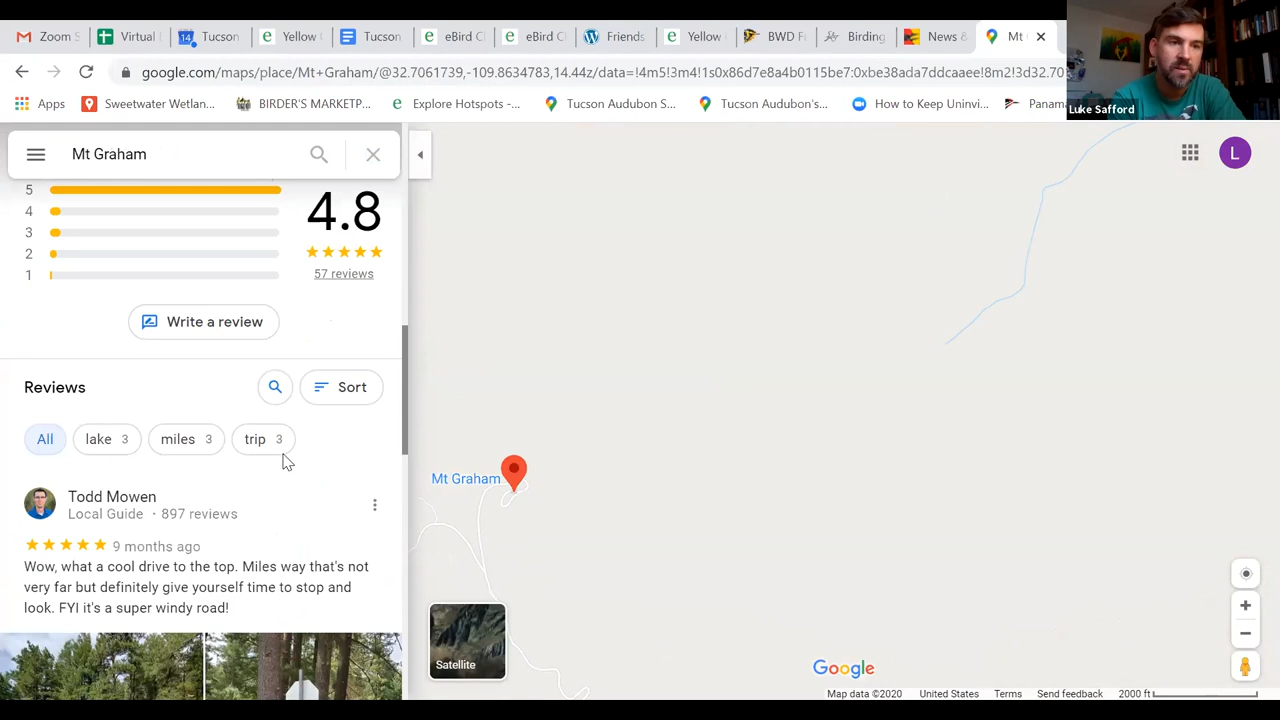 Zoom S
Virtual
14
Tucson
Yellow
Tucson
eBird C
eBird C
Friends
Yellow
BWD F
Birding
News &
Mt
google.com/maps/place/Mt+Graham/@32.7061739,-109.8634783,14.44z/data=!4m5!3m4!1s0x86d7e8a4b0115be7:0xbe38ada7ddcaaee!8m2!3d32.70
Luke Safford
Apps
Sweetwater Wetlan...
BIRDER'S MARKETP...
Explore Hotspots -...
Tucson Audubon S...
Tucson Audubon's...
How to Keep Uninvi...
Panam
Mt Graham
L
5
4
3
2
1
4.8
57 reviews
Write a review
Reviews
Sort
All
lake 3
miles 3
trip 3
Todd Mowen
Local Guide · 897 reviews
9 months ago
Wow, what a cool drive to the top. Miles way that's not
very far but definitely give yourself time to stop and
look. FYI it's a super windy road!
Mt Graham
Satellite
Google
Map data ©2020
United States
Terms
Send feedback
2000 ft